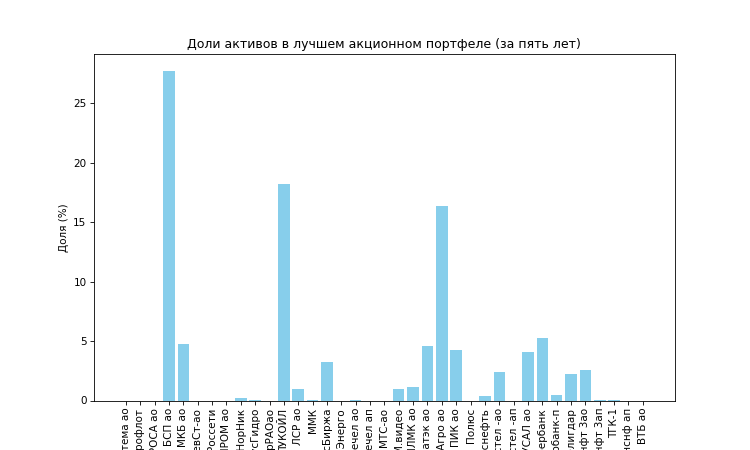 Доли активов в лучшем акционном портфеле (за пять лет)
25
20
15
10
5
0
Доля (%)
тема ао
рофлот
РОСА ао
БСП ао
МКБ ао
евСт-ао
Россети
ПРОМ ао
НорНик
сГидро
рРАОао
ЛУКОЙЛ
ЛСР ао
ММК
сБиржа
Энерго
ечел ао
ечел ап
МТС-ао
М.видео
ЛМК ао
атэк ао
Агро ао
ПИК ао
Полюс
снефть
стел -ао
стел -ап
УСАЛ ао
ербанк
рбанк-п
лигдар
нфт 3ао
нфт 3ап
ТГК-1
нснф ап
ВТБ ао